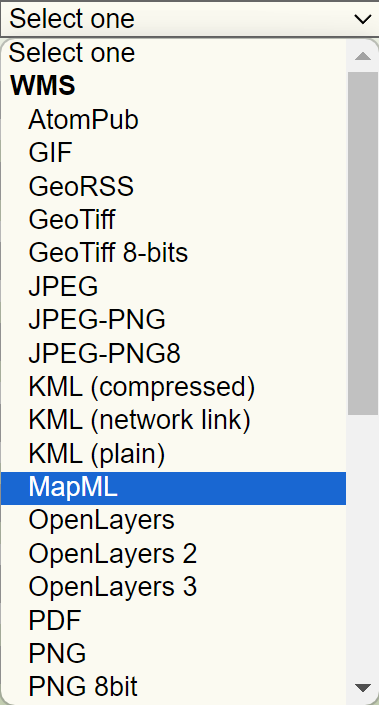 Select one
Select one
WMS
AtomPub
GIF
GeoRSS
GeoTiff
GeoTiff 8-bits
JPEG
JPEG-PNG
JPEG-PNG8
KML (compressed)
KML (network link)
KML (plain)
MapML
OpenLayers
OpenLayers 2
OpenLayers 3
PDF
PNG
PNG 8bit